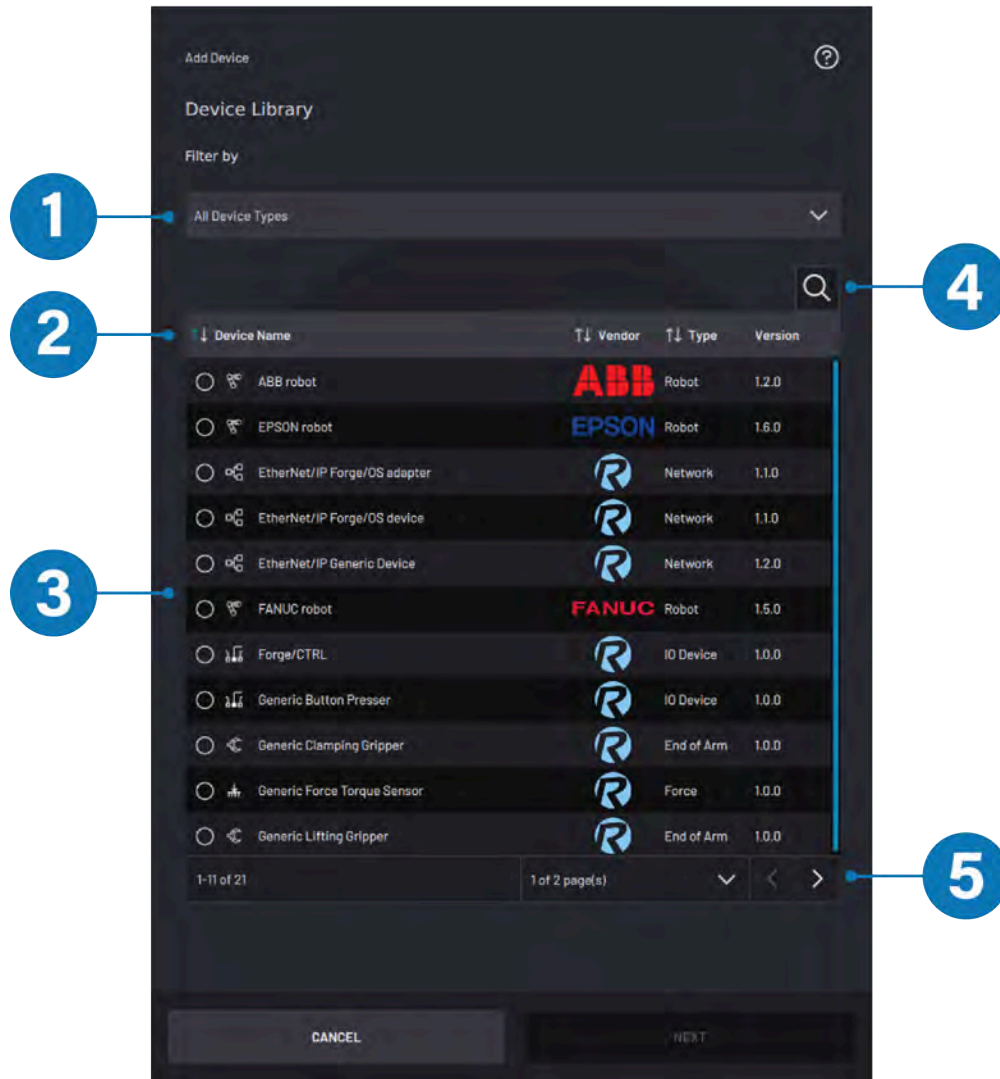 Add Device
?
Device Library
Filter by
1
All Device Types
4
2
↑↓ Device Name ↑↓ Vendor ↑↓ Type Version
ABB robot ABB Robot 1.2.0
EPSON robot EPSON Robot 1.6.0
EtherNet/IP Forge/OS adapter R Network 1.1.0
EtherNet/IP Forge/OS device R Network 1.1.0
EtherNet/IP Generic Device R Network 1.2.0
3
FANUC robot FANUC Robot 1.5.0
Forge/CTRL R IO Device 1.0.0
Generic Button Presser R IO Device 1.0.0
Generic Clamping Gripper R End of Arm 1.0.0
Generic Force Torque Sensor R Force 1.0.0
Generic Lifting Gripper R End of Arm 1.0.0
1-11 of 21 1 of 2 page(s)
5
CANCEL NEXT